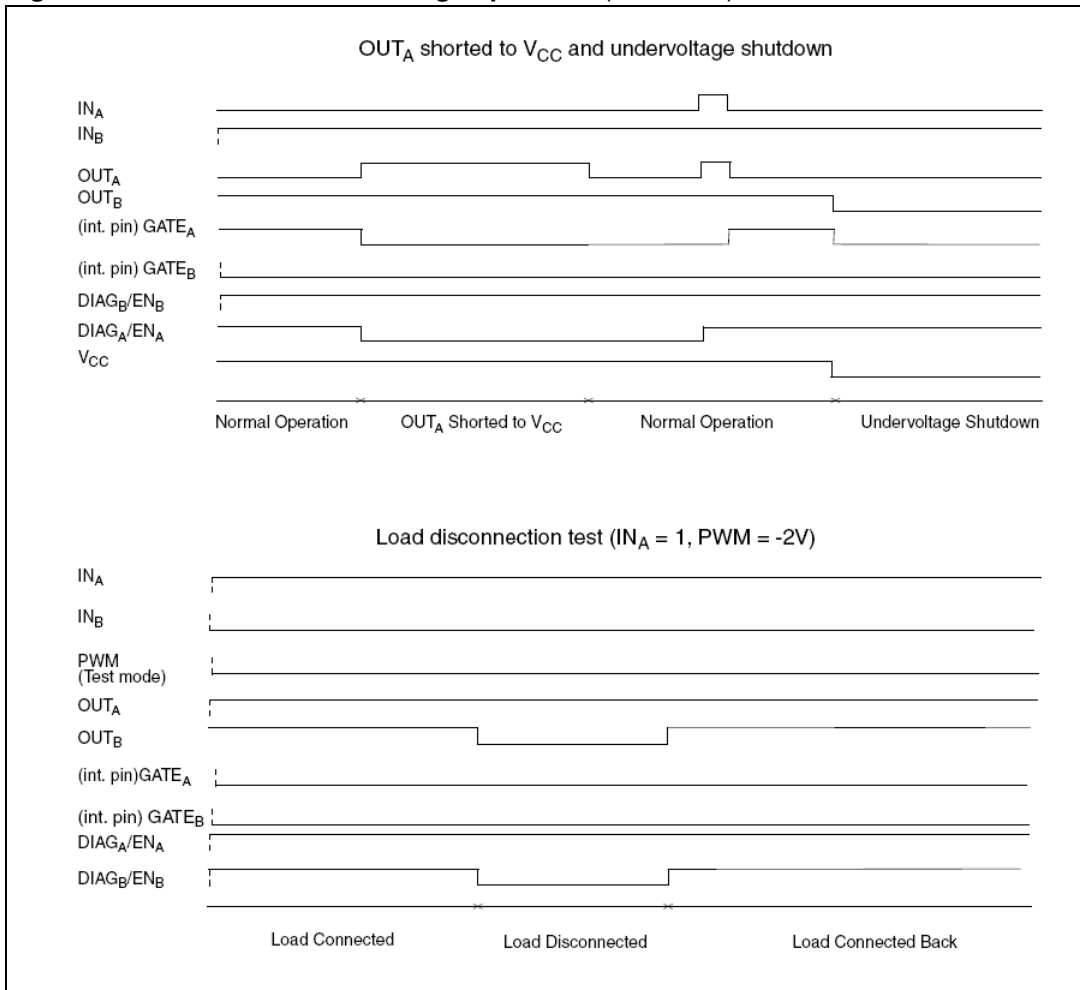 OUTA shorted to VCC and undervoltage shutdown
INA
INB
OUTA
OUTB
(int. pin) GATEA
(int. pin) GATEB
DIAGB/ENB
DIAGA/ENA
VCC
Normal Operation OUTA Shorted to VCC Normal Operation Undervoltage Shutdown
Load disconnection test (INA = 1, PWM = -2V)
INA
INB
PWM
(Test mode)
OUTA
OUTB
(int. pin)GATEA
(int. pin) GATEB
DIAGA/ENA
DIAGB/ENB
Load Connected Load Disconnected Load Connected Back